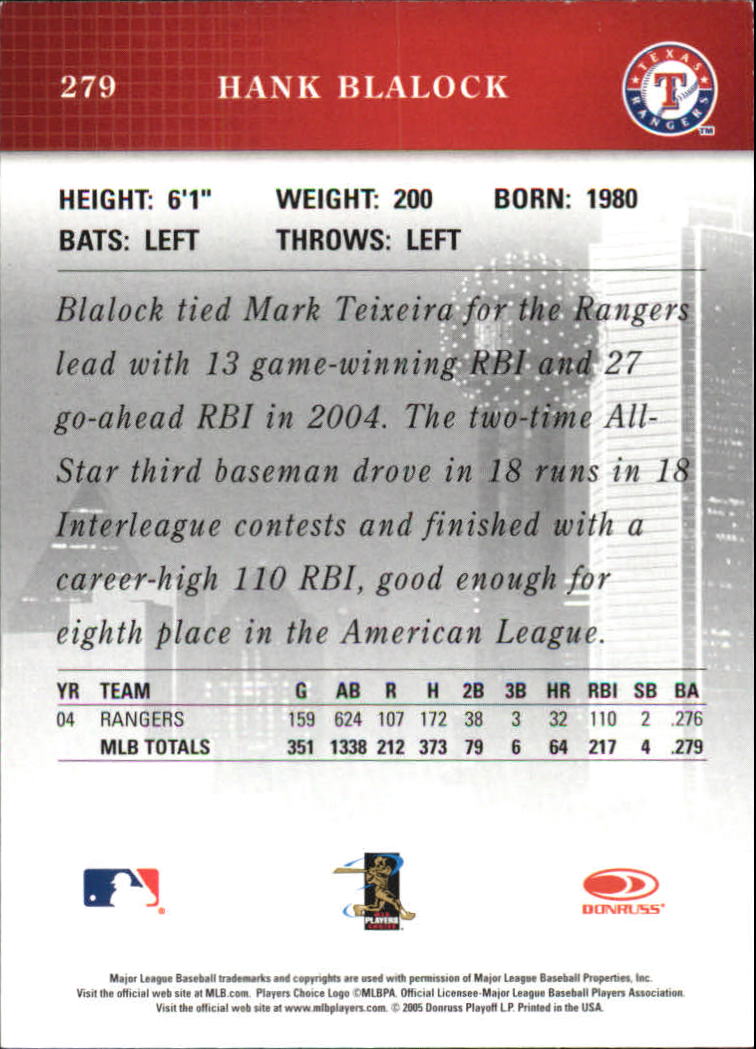 279 HANK BLALOCK
TEXAS
T
RANGERS
TM
HEIGHT: 6'1" WEIGHT: 200 BORN: 1980
BATS: LEFT THROWS: LEFT
Blalock tied Mark Teixeira for the Rangers
lead with 13 game-winning RBI and 27
go-ahead RBI in 2004. The two-time All-
Star third baseman drove in 18 runs in 18
Interleague contests and finished with a
career-high 110 RBI, good enough for
eighth place in the American League.
YR TEAM G AB R H 2B 3B HR RBI SB BA
04 RANGERS 159 624 107 172 38 3 32 110 2 .276
MLB TOTALS 351 1338 212 373 79 6 64 217 4 .279
MLB
PLAYERS
CHOICE
DONRUSS
Major League Baseball trademarks and copyrights are used with permission of Major League Baseball Properties, Inc.
Visit the official web site at MLB.com. Players Choice Logo ©MLBPA. Official Licensee-Major League Baseball Players Association.
Visit the official web site at www.mlbplayers.com. © 2005 Donruss Playoff L.P. Printed in the USA.